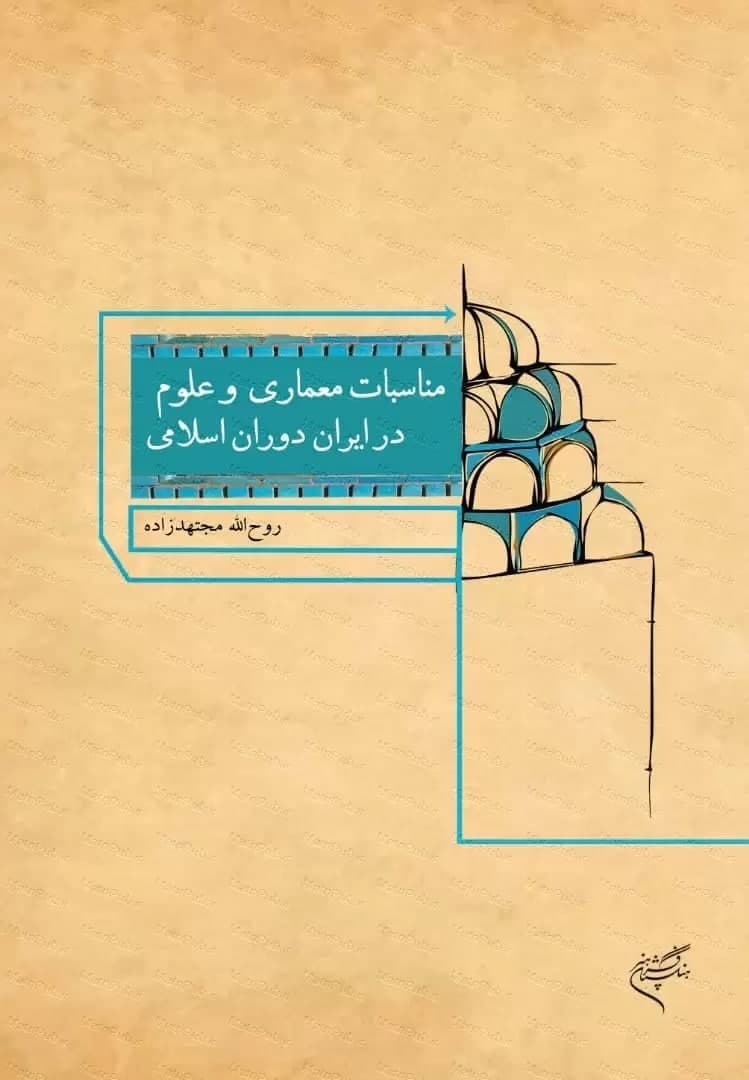 مناسبات معماری و علوم
در ایران دوران اسلامی
روح‌الله مجتهدزاده